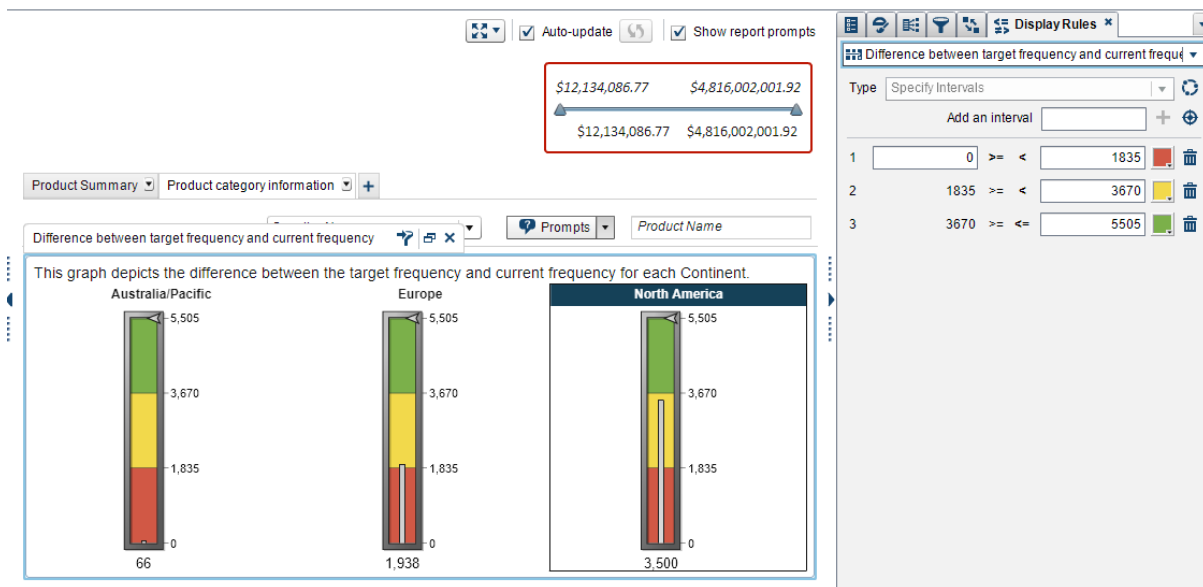 Auto-update
Show report prompts
$12,134,086.77 $4,816,002,001.92
$12,134,086.77 $4,816,002,001.92
Product Summary
Product category information
Prompts
Product Name
Difference between target frequency and current frequency
This graph depicts the difference between the target frequency and current frequency for each Continent.
Australia/Pacific
5,505
3,670
1,835
0
66
Europe
5,505
3,670
1,835
0
1,938
North America
5,505
3,670
1,835
0
3,500
Display Rules
Difference between target frequency and current freque
Type Specify Intervals
Add an interval
1 0 >= < 1835
2 1835 >= < 3670
3 3670 >= <= 5505